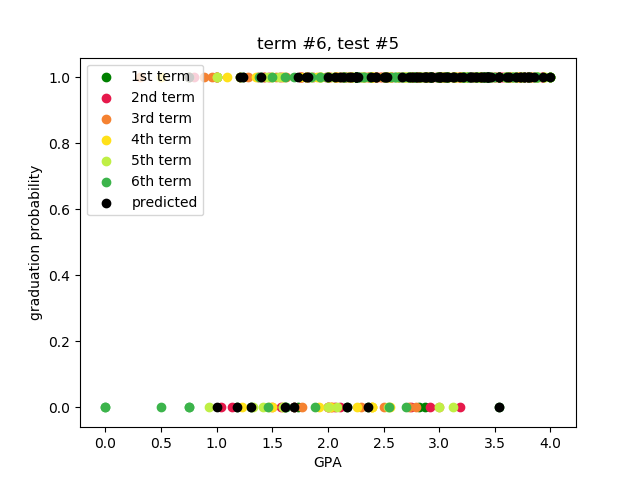 term #6, test #5
1.0
0.8
0.6
0.4
0.2
0.0
graduation probability
1st term
2nd term
3rd term
4th term
5th term
6th term
predicted
0.0 0.5 1.0 1.5 2.0 2.5 3.0 3.5 4.0
GPA